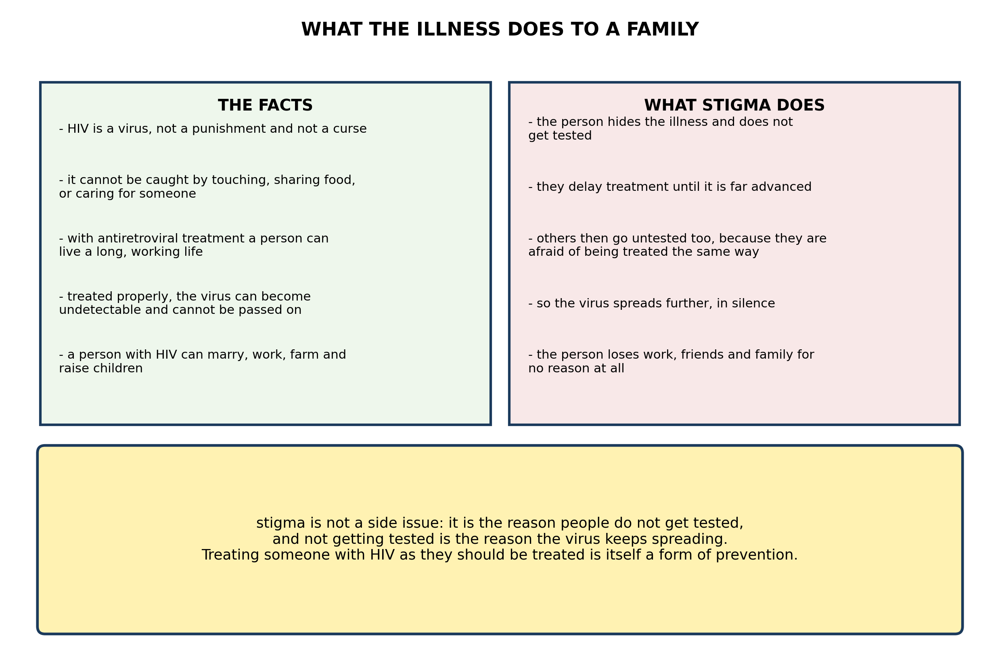 WHAT THE ILLNESS DOES TO A FAMILY
THE FACTS
- HIV is a virus, not a punishment and not a curse
- it cannot be caught by touching, sharing food,
or caring for someone
- with antiretroviral treatment a person can
live a long, working life
- treated properly, the virus can become
undetectable and cannot be passed on
- a person with HIV can marry, work, farm and
raise children
WHAT STIGMA DOES
- the person hides the illness and does not
get tested
- they delay treatment until it is far advanced
- others then go untested too, because they are
afraid of being treated the same way
- so the virus spreads further, in silence
- the person loses work, friends and family for
no reason at all
stigma is not a side issue: it is the reason people do not get tested,
and not getting tested is the reason the virus keeps spreading.
Treating someone with HIV as they should be treated is itself a form of prevention.